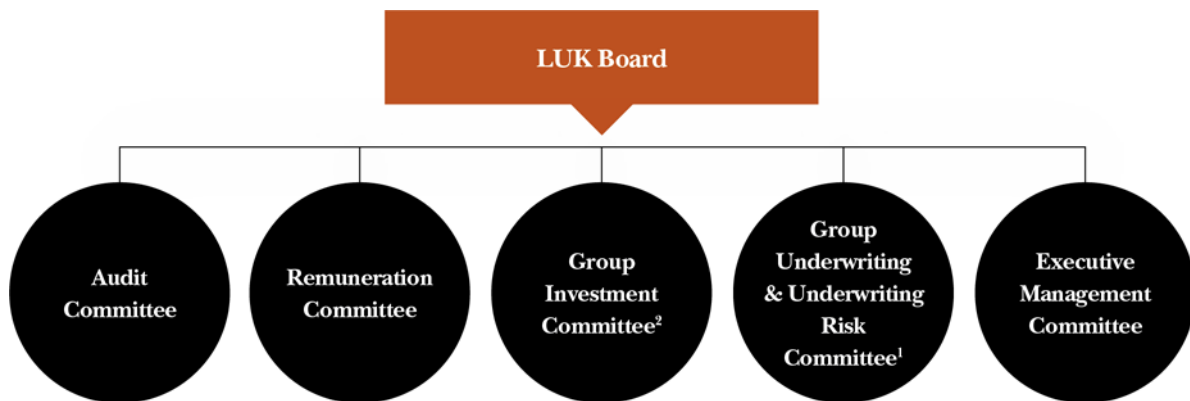 LUK Board
Audit
Committee
Remuneration
Committee
Group
Investment
Committee²
Group
Underwriting
& Underwriting
Risk
Committee¹
Executive
Management
Committee